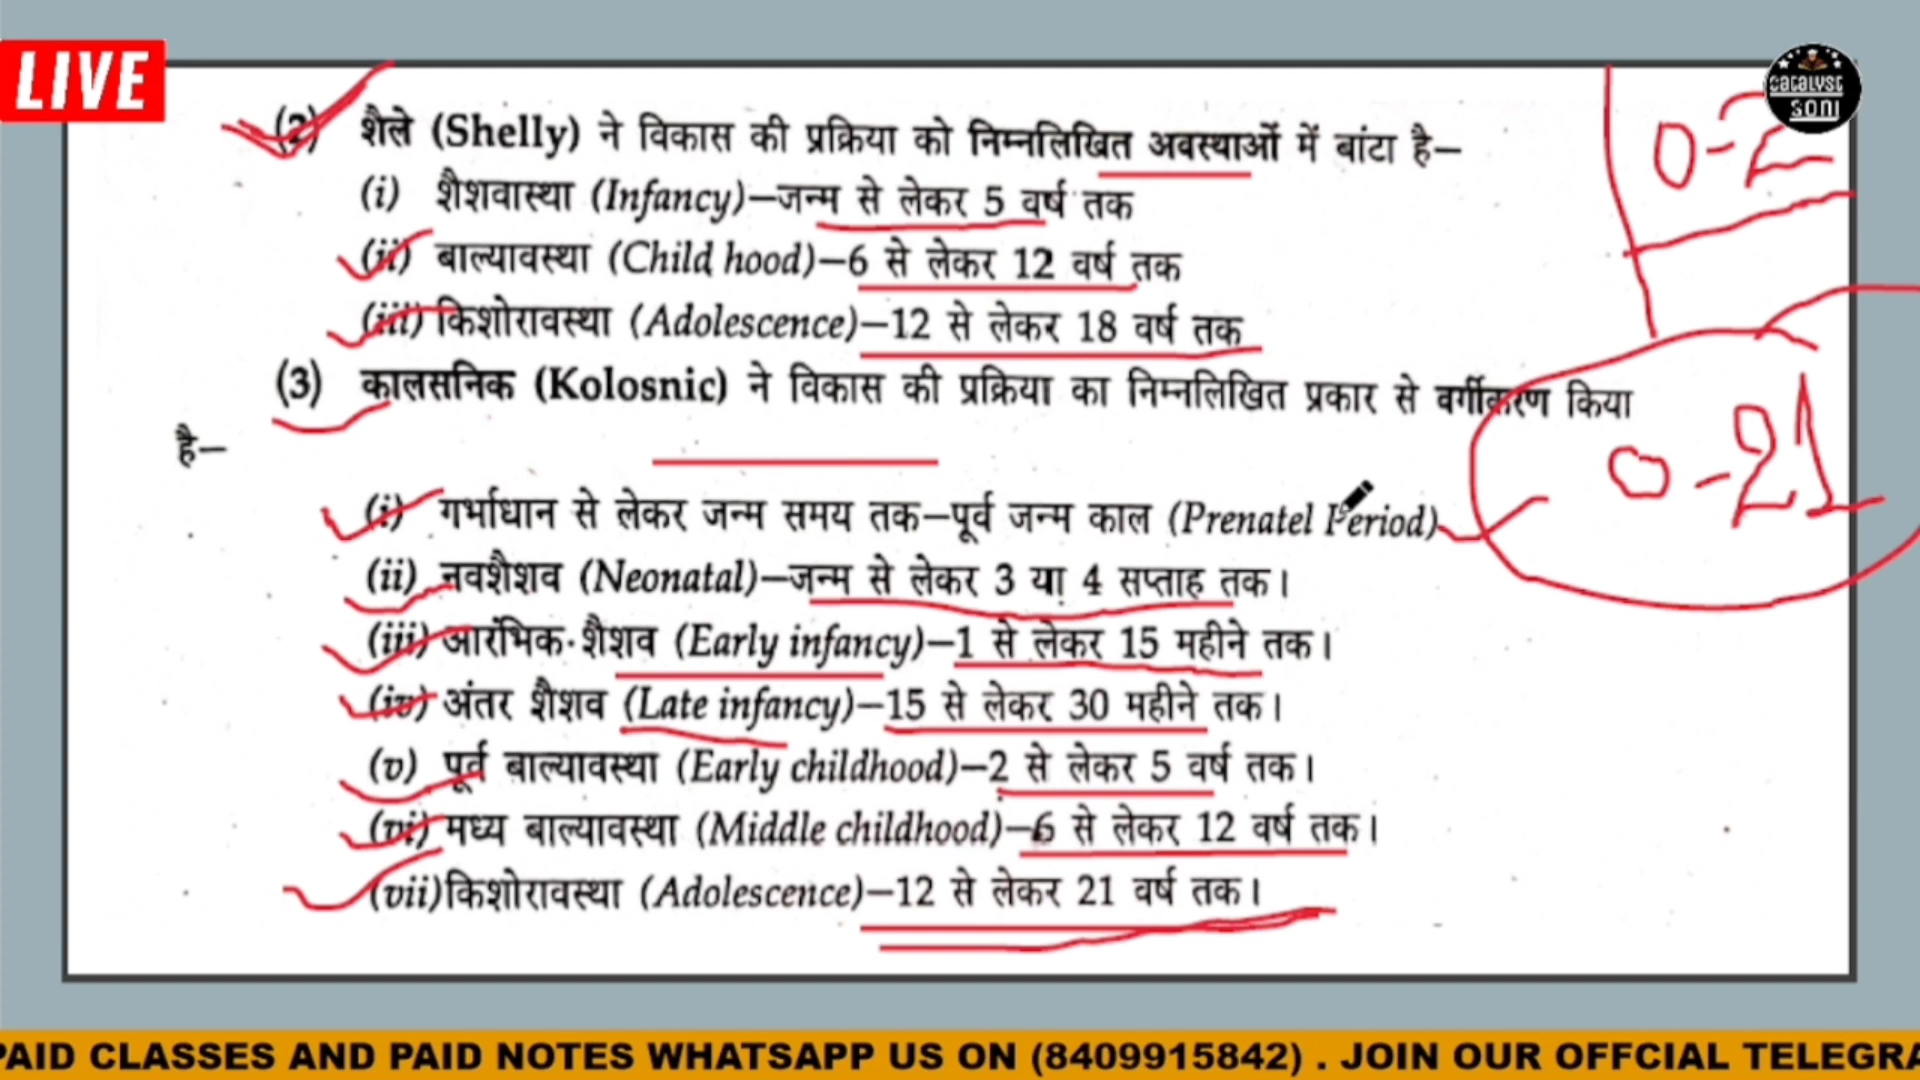 LIVE
catalyst
soni
0-2
(2) शैले (Shelly) ने विकास की प्रक्रिया को निम्नलिखित अवस्थाओं में बांटा है–
(i) शैशवास्था (Infancy)–जन्म से लेकर 5 वर्ष तक
(ii) बाल्यावस्था (Child hood)–6 से लेकर 12 वर्ष तक
(iii) किशोरावस्था (Adolescence)–12 से लेकर 18 वर्ष तक
(3) कालसनिक (Kolosnic) ने विकास की प्रक्रिया का निम्नलिखित प्रकार से वर्गीकरण किया
है–
0-21
(i) गर्भाधान से लेकर जन्म समय तक–पूर्व जन्म काल (Prenatel Period)
(ii) नवशैशव (Neonatal)–जन्म से लेकर 3 या 4 सप्ताह तक।
(iii) आरंभिक शैशव (Early infancy)–1 से लेकर 15 महीने तक।
(iv) अंतर शैशव (Late infancy)–15 से लेकर 30 महीने तक।
(v) पूर्व बाल्यावस्था (Early childhood)–2 से लेकर 5 वर्ष तक।
(vi) मध्य बाल्यावस्था (Middle childhood)–6 से लेकर 12 वर्ष तक।
(vii) किशोरावस्था (Adolescence)–12 से लेकर 21 वर्ष तक।
PAID CLASSES AND PAID NOTES WHATSAPP US ON (8409915842) . JOIN OUR OFFCIAL TELEGRA